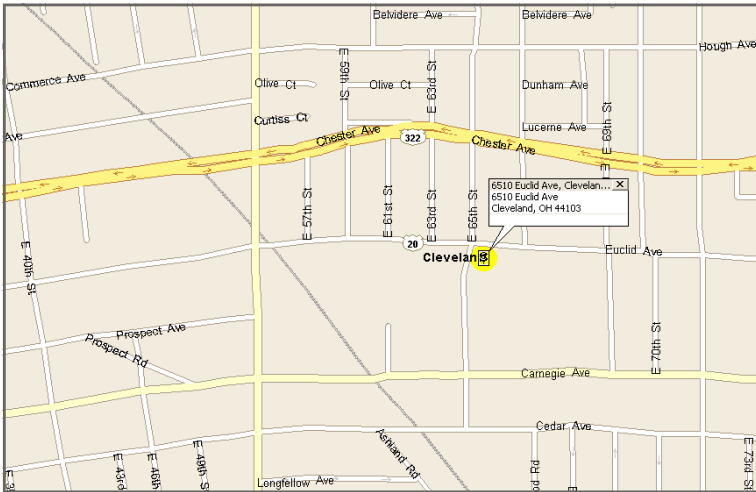 Belvidere Ave
Belvidere Ave
Hough Ave
Commerce Ave
E 59th St
E 63rd St
Olive Ct
Olive Ct
Dunham Ave
Curtiss Ct
Lucerne Ave
E 69th St
Ave
Chester Ave
322
Chester Ave
6510 Euclid Ave, Clevelan...
6510 Euclid Ave
Cleveland, OH 44103
E 57th St
E 61st St
E 63rd St
E 65th St
20
Euclid Ave
E 40th St
E 70th St
Prospect Ave
Prospect Rd
Carnegie Ave
Cedar Ave
Ashland Rd
E 43rd
E 46th
E 49th St
Longfellow Ave
E 73rd St